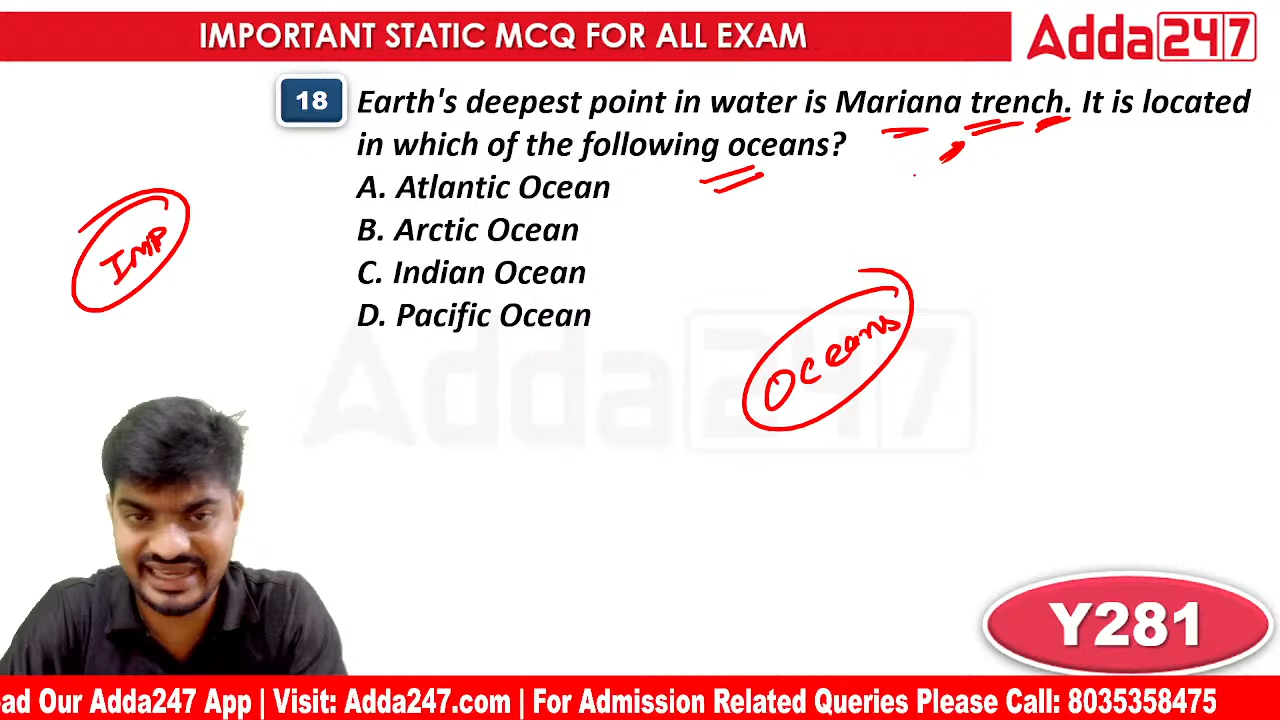 IMPORTANT STATIC MCQ FOR ALL EXAM
Adda247
18
Earth's deepest point in water is Mariana trench. It is located
in which of the following oceans?
A. Atlantic Ocean
B. Arctic Ocean
C. Indian Ocean
D. Pacific Ocean
IMP
Oceans
Adda247
Y281
ad Our Adda247 App | Visit: Adda247.com | For Admission Related Queries Please Call: 8035358475